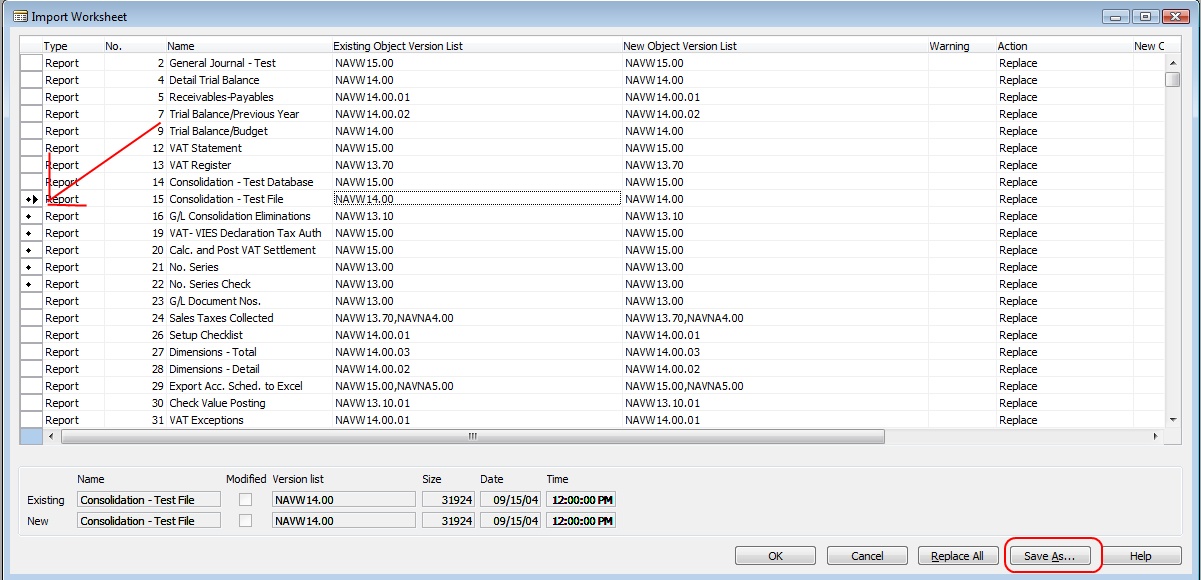 Import Worksheet
Type No. Name Existing Object Version List New Object Version List Warning Action New C
Report 2 General Journal - Test NAVW15.00 NAVW15.00 Replace
Report 4 Detail Trial Balance NAVW14.00 NAVW14.00 Replace
Report 5 Receivables-Payables NAVW14.00.01 NAVW14.00.01 Replace
Report 7 Trial Balance/Previous Year NAVW14.00.02 NAVW14.00.02 Replace
Report 9 Trial Balance/Budget NAVW14.00 NAVW14.00 Replace
Report 12 VAT Statement NAVW15.00 NAVW15.00 Replace
Report 13 VAT Register NAVW13.70 NAVW13.70 Replace
Report 14 Consolidation - Test Database NAVW15.00 NAVW15.00 Replace
Report 15 Consolidation - Test File NAVW14.00 NAVW14.00 Replace
Report 16 G/L Consolidation Eliminations NAVW13.10 NAVW13.10 Replace
Report 19 VAT- VIES Declaration Tax Auth NAVW15.00 NAVW15.00 Replace
Report 20 Calc. and Post VAT Settlement NAVW15.00 NAVW15.00 Replace
Report 21 No. Series NAVW13.00 NAVW13.00 Replace
Report 22 No. Series Check NAVW13.00 NAVW13.00 Replace
Report 23 G/L Document Nos. NAVW13.00 NAVW13.00 Replace
Report 24 Sales Taxes Collected NAVW13.70,NAVNA4.00 NAVW13.70,NAVNA4.00 Replace
Report 26 Setup Checklist NAVW14.00.01 NAVW14.00.01 Replace
Report 27 Dimensions - Total NAVW14.00.03 NAVW14.00.03 Replace
Report 28 Dimensions - Detail NAVW14.00.02 NAVW14.00.02 Replace
Report 29 Export Acc. Sched. to Excel NAVW15.00,NAVNA5.00 NAVW15.00,NAVNA5.00 Replace
Report 30 Check Value Posting NAVW13.10.01 NAVW13.10.01 Replace
Report 31 VAT Exceptions NAVW14.00.01 NAVW14.00.01 Replace
Name Modified Version list Size Date Time
Existing Consolidation - Test File NAVW14.00 31924 09/15/04 12:00:00 PM
New Consolidation - Test File NAVW14.00 31924 09/15/04 12:00:00 PM
OK Cancel Replace All Save As... Help